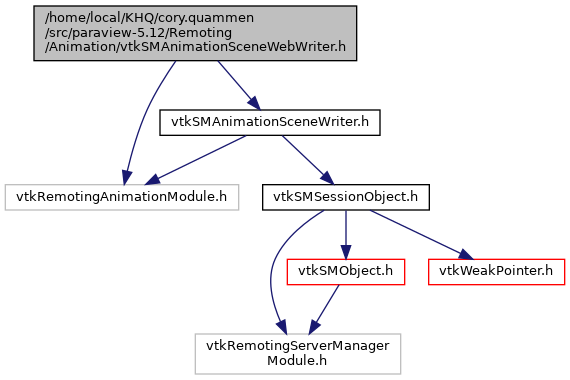 /home/local/KHQ/cory.quammen
/src/paraview-5.12/Remoting
/Animation/vtkSMAnimationSceneWebWriter.h
vtkSMAnimationSceneWriter.h
vtkRemotingAnimationModule.h
vtkSMSessionObject.h
vtkSMObject.h
vtkWeakPointer.h
vtkRemotingServerManager
Module.h